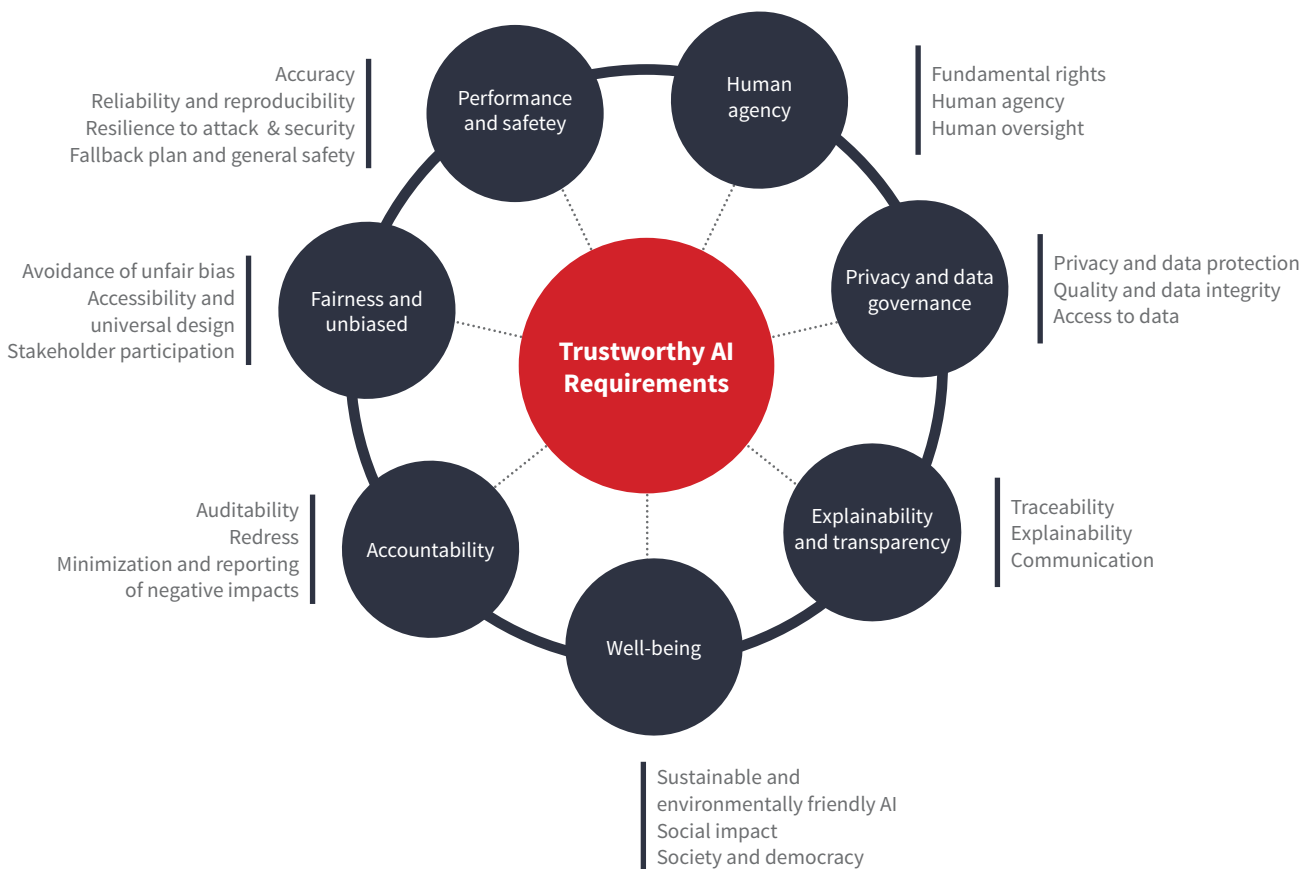 Accuracy
Reliability and reproducibility
Resilience to attack & security
Fallback plan and general safety
Performance
and safetey
Human
agency
Fundamental rights
Human agency
Human oversight
Avoidance of unfair bias
Accessibility and
universal design
Stakeholder participation
Fairness and
unbiased
Trustworthy AI
Requirements
Privacy and data
governance
Privacy and data protection
Quality and data integrity
Access to data
Auditability
Redress
Minimization and reporting
of negative impacts
Accountability
Explainability
and transparency
Traceability
Explainability
Communication
Well-being
Sustainable and
environmentally friendly AI
Social impact
Society and democracy